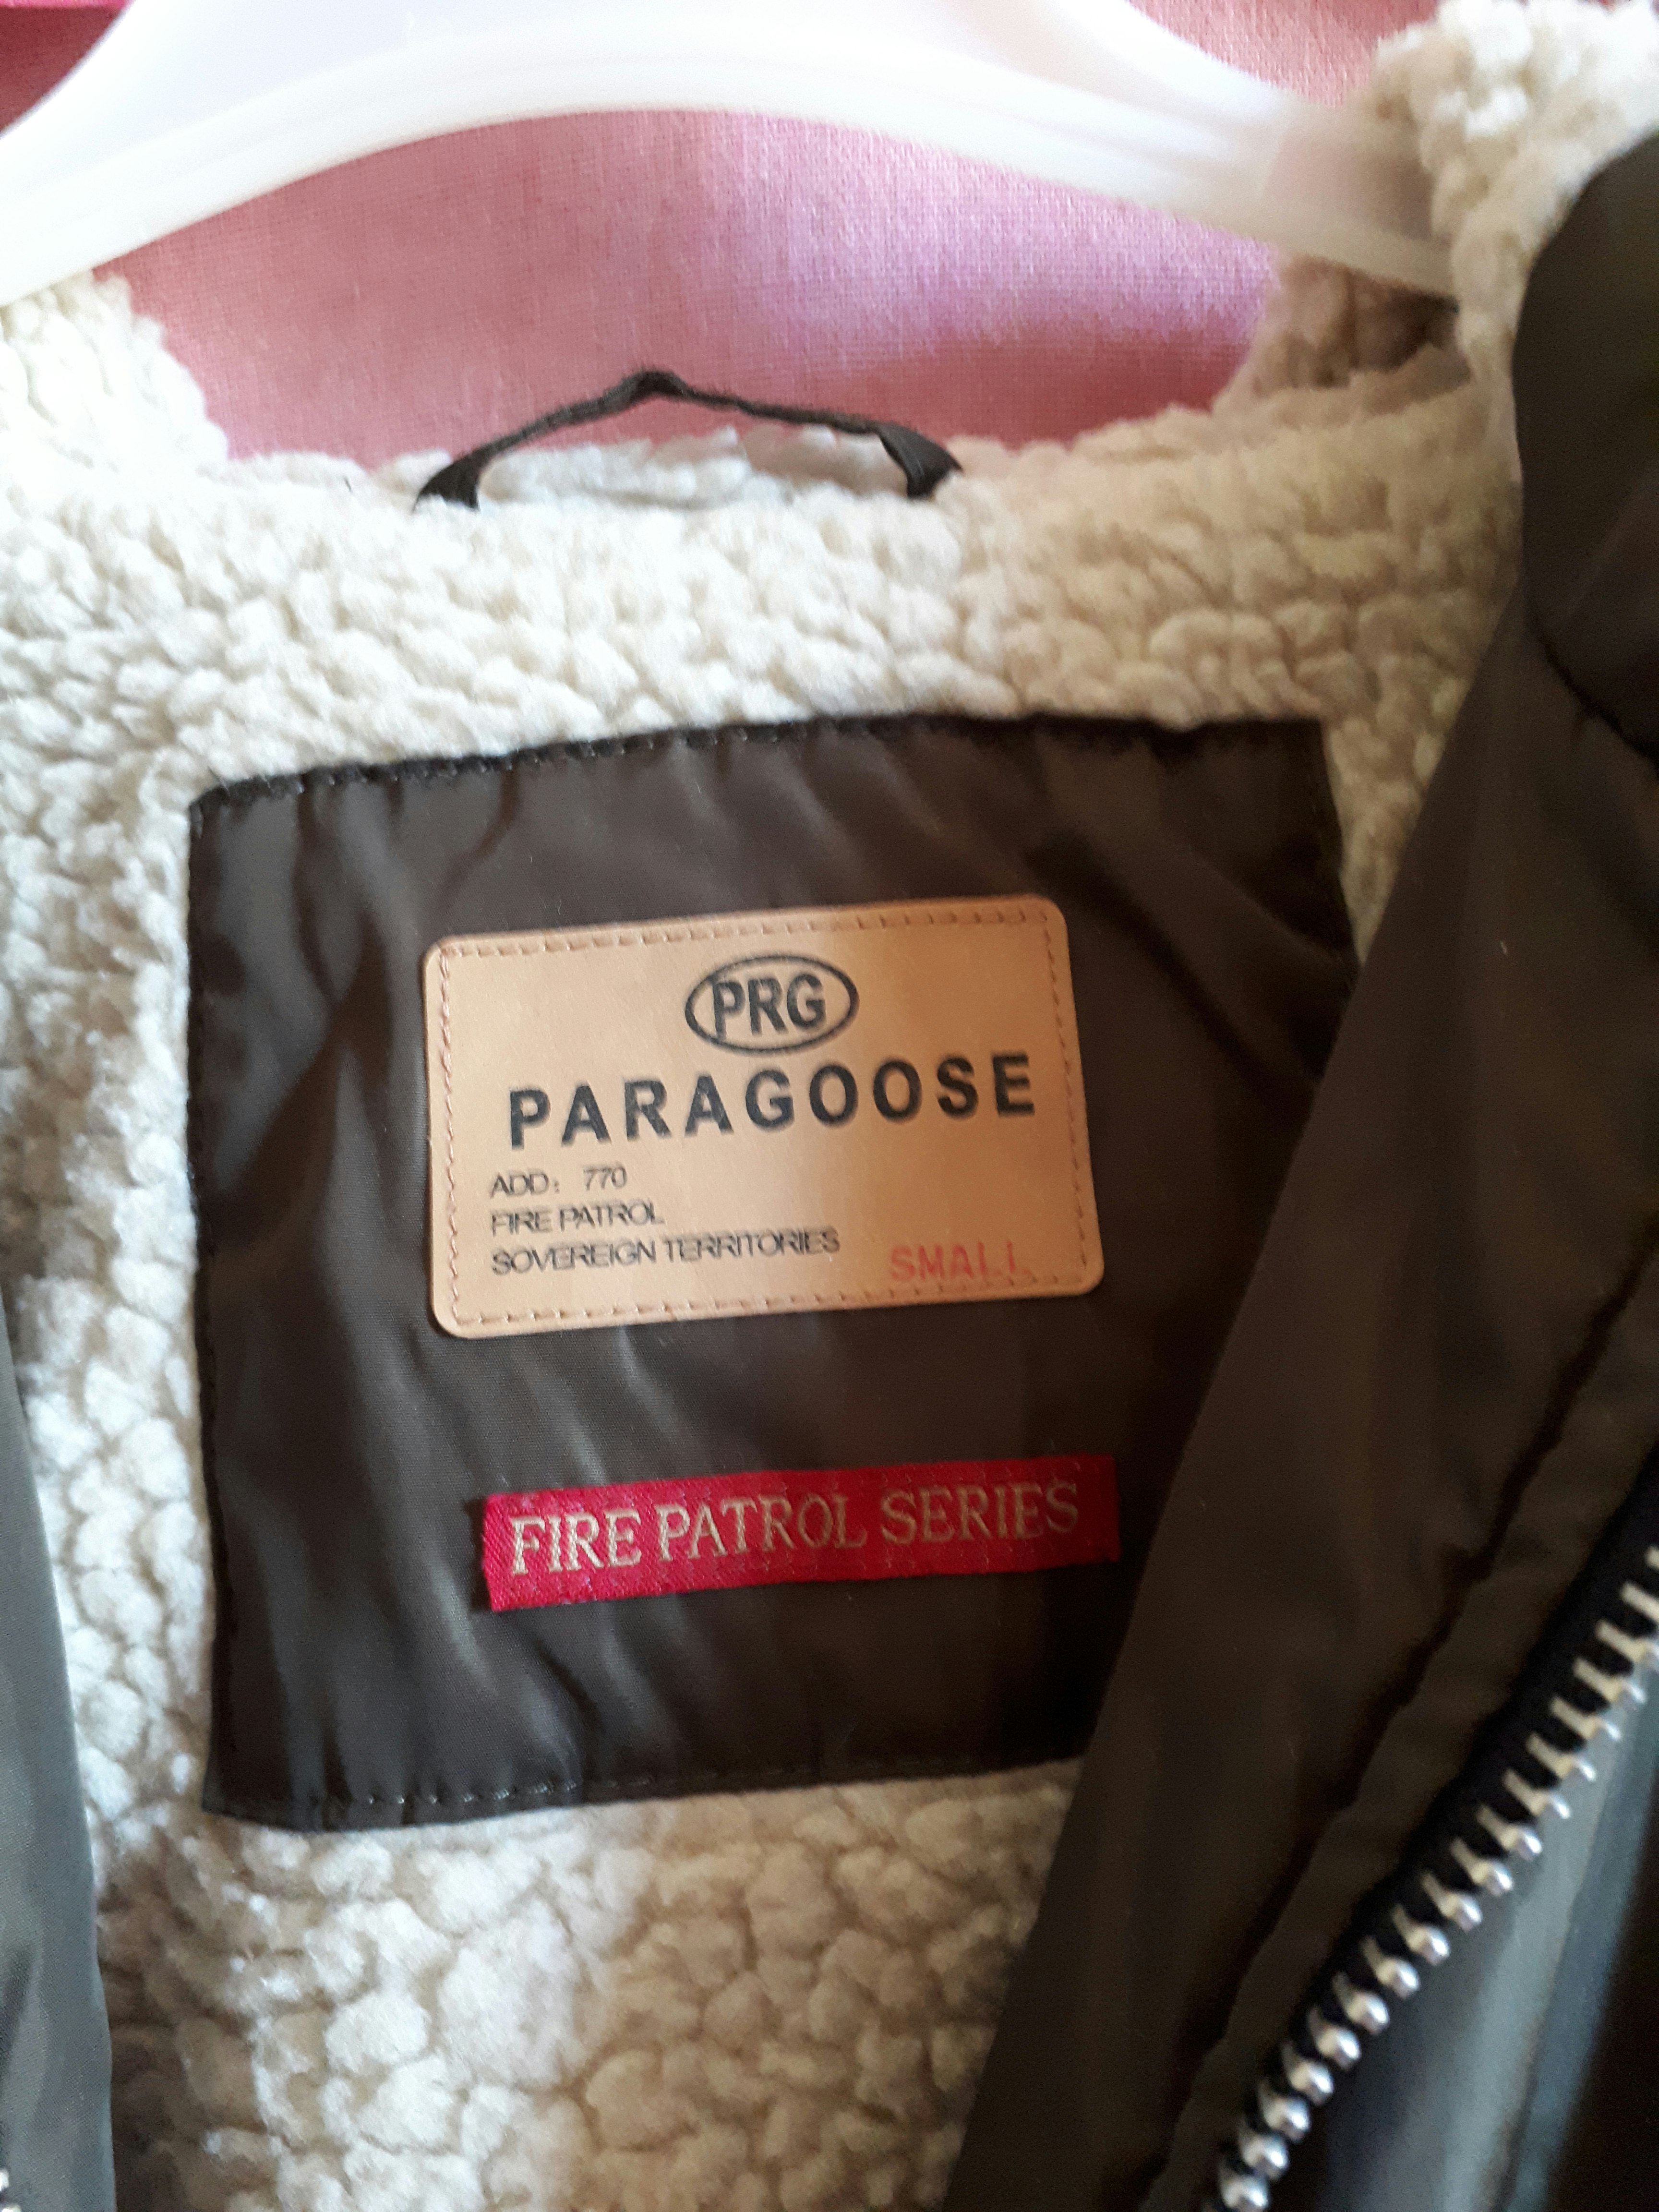 PRG
PARAGOOSE
ADD: 770
FIRE PATROL
SOVEREIGN TERRITORIES
SMALL
FIRE PATROL SERIES